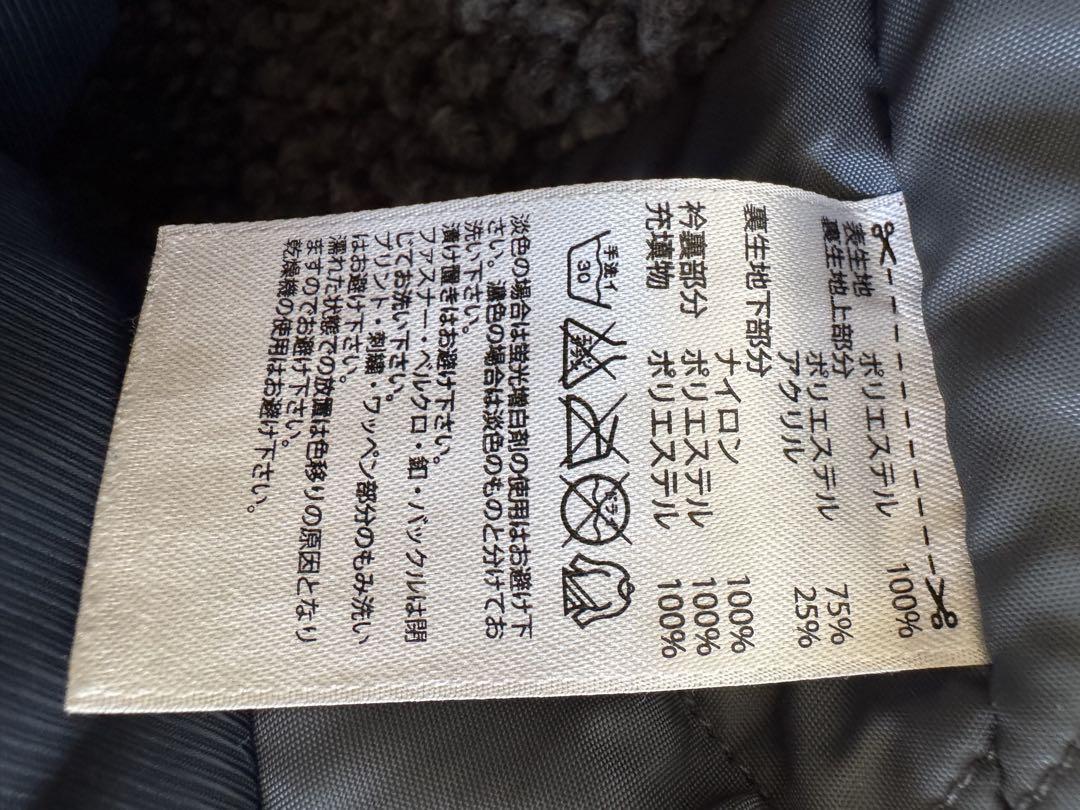 表生地 ポリエステル 100%
裏生地上部分 ポリエステル 75%
アクリル 25%
裏生地下部分
ナイロン 100%
衿裏部分 ポリエステル 100%
充填物 ポリエステル 100%
手洗イ 30
エンソサラシ
ドライ
淡色の場合は蛍光増白剤の使用はお避け下
さい。濃色の場合は淡色のものと分けてお
洗い下さい。
漬け置きはお避け下さい。
ファスナー・ベルクロ・釦・バックルは閉
じてお洗い下さい。
プリント・刺繍・ワッペン部分のもみ洗い
はお避け下さい。
濡れた状態での放置は色移りの原因となり
ますのでお避け下さい。
乾燥機の使用はお避け下さい。